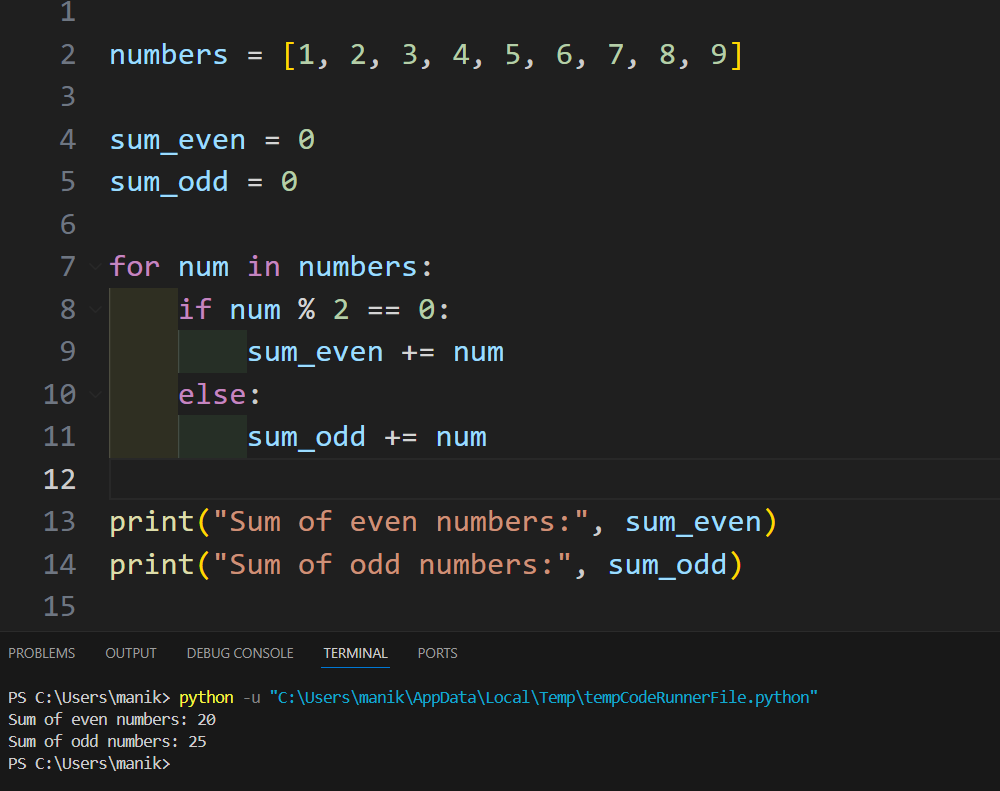 1
2 numbers = [1, 2, 3, 4, 5, 6, 7, 8, 9]
3
4 sum_even = 0
5 sum_odd = 0
6
7 for num in numbers:
8     if num % 2 == 0:
9         sum_even += num
10     else:
11         sum_odd += num
12
13 print("Sum of even numbers:", sum_even)
14 print("Sum of odd numbers:", sum_odd)
15
PROBLEMS OUTPUT DEBUG CONSOLE TERMINAL PORTS
PS C:\Users\manik> python -u "C:\Users\manik\AppData\Local\Temp\tempCodeRunnerFile.python"
Sum of even numbers: 20
Sum of odd numbers: 25
PS C:\Users\manik>